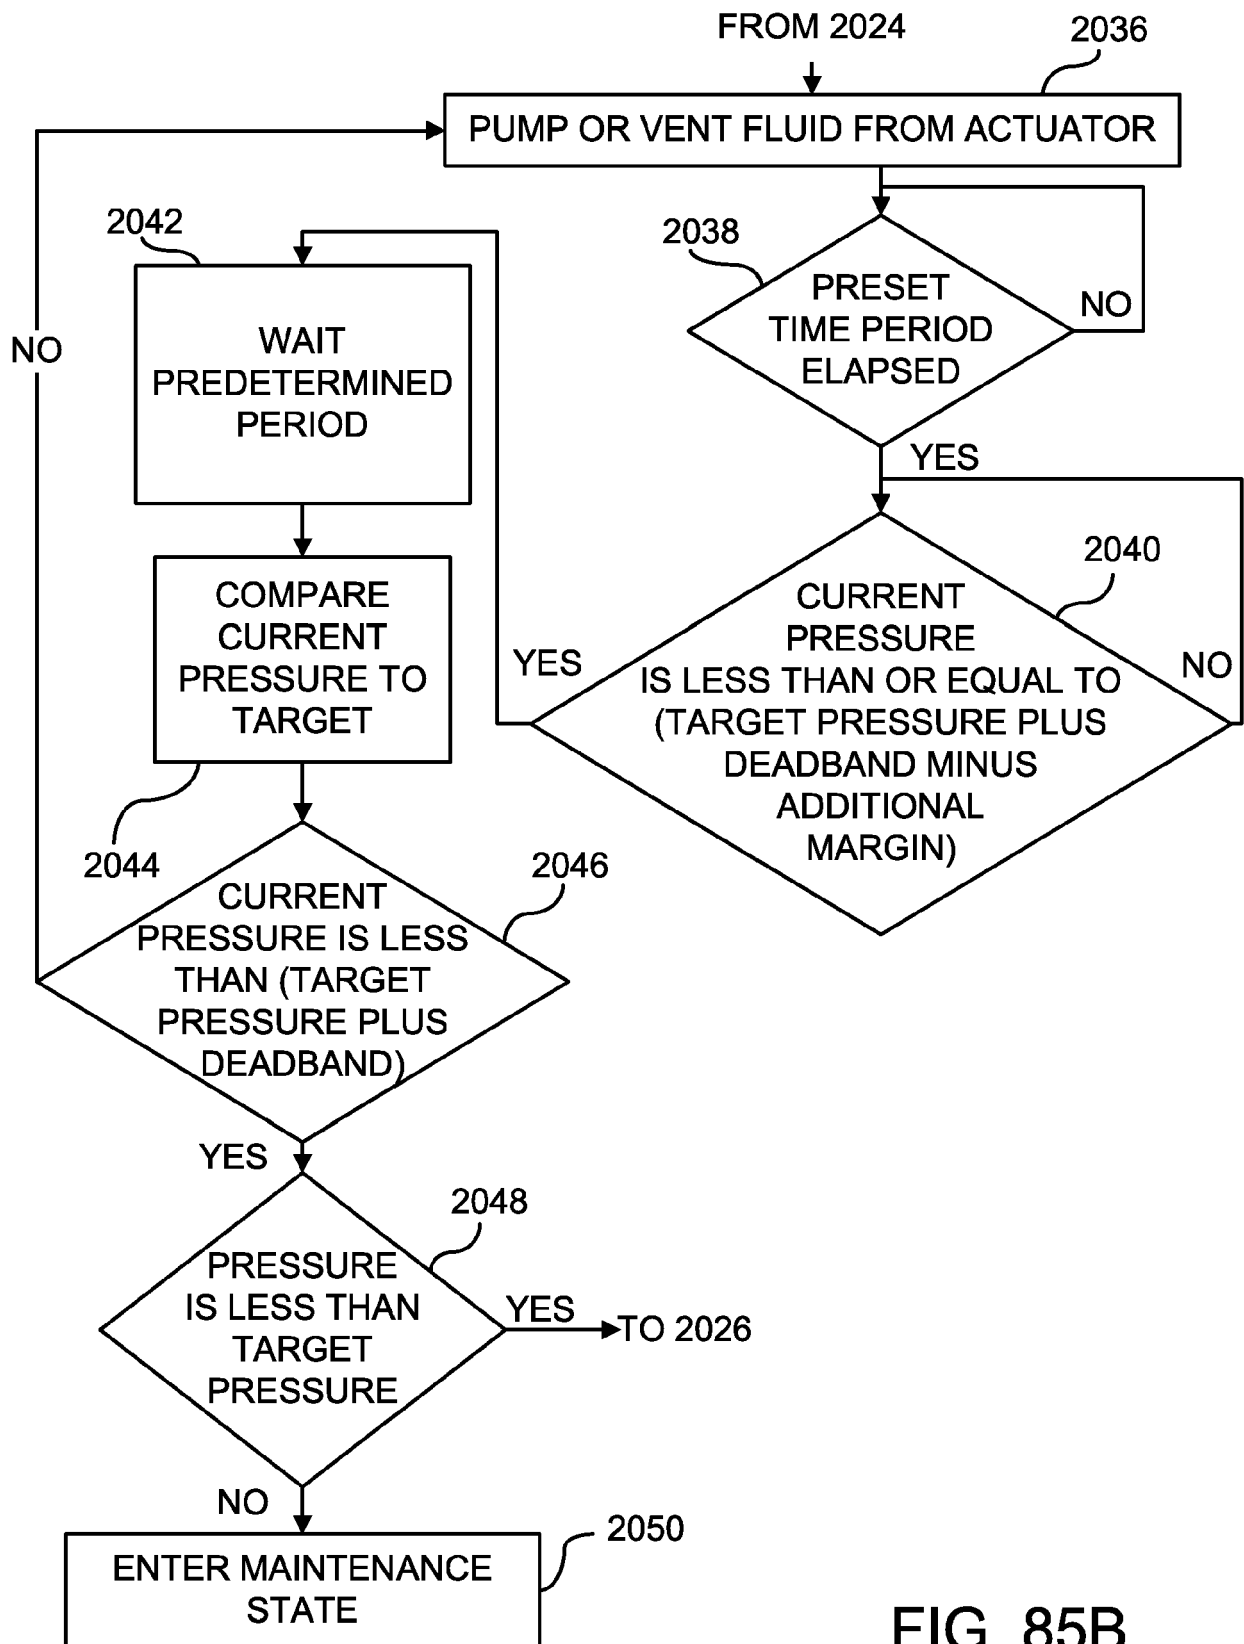 FROM 2024
2036
PUMP OR VENT FLUID FROM ACTUATOR
2038
PRESET
TIME PERIOD
ELAPSED
NO
YES
2040
CURRENT
PRESSURE
IS LESS THAN OR EQUAL TO
(TARGET PRESSURE PLUS
DEADBAND MINUS
ADDITIONAL
MARGIN)
NO
YES
2042
WAIT
PREDETERMINED
PERIOD
COMPARE
CURRENT
PRESSURE TO
TARGET
2044
2046
CURRENT
PRESSURE IS LESS
THAN (TARGET
PRESSURE PLUS
DEADBAND)
NO
YES
2048
PRESSURE
IS LESS THAN
TARGET
PRESSURE
YES
TO 2026
NO
2050
ENTER MAINTENANCE
STATE
FIG. 85B